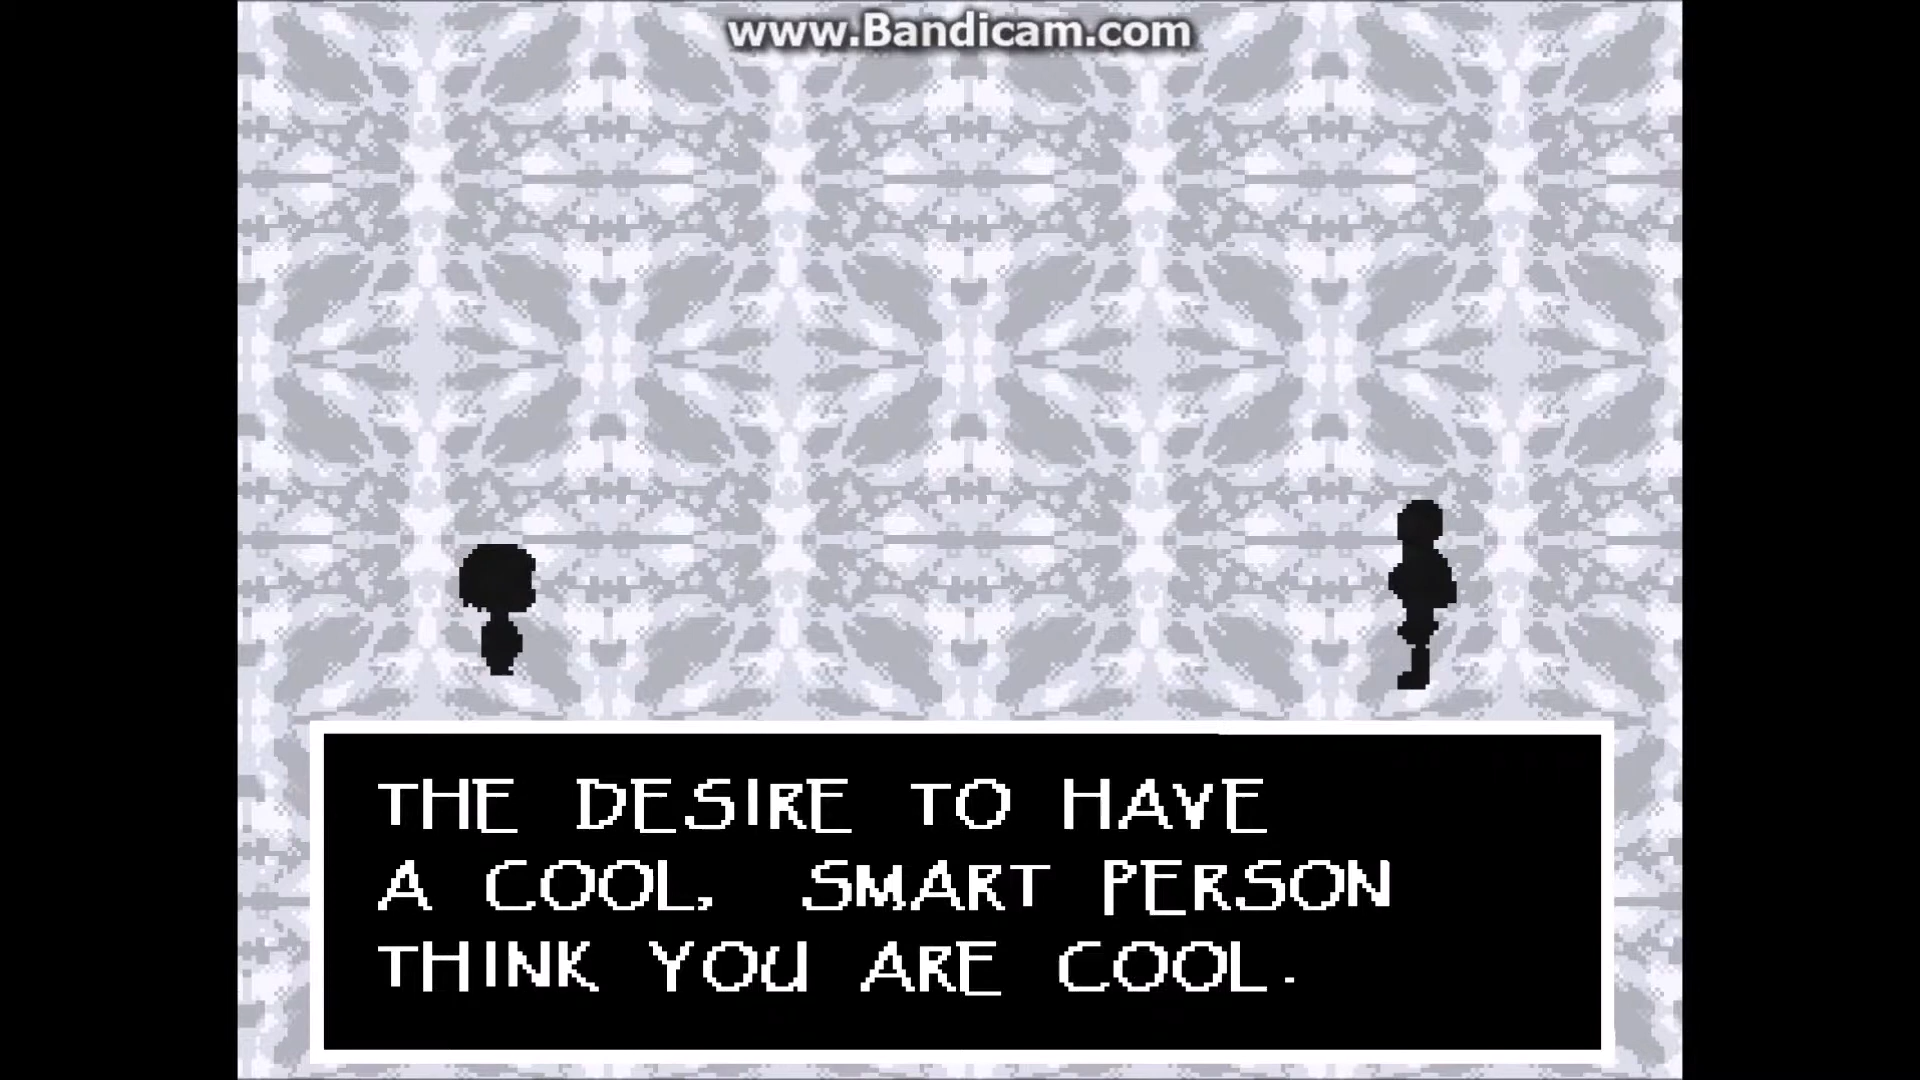 www.Bandicam.com
THE DESIRE TO HAVE
A COOL, SMART PERSON
THINK YOU ARE COOL.